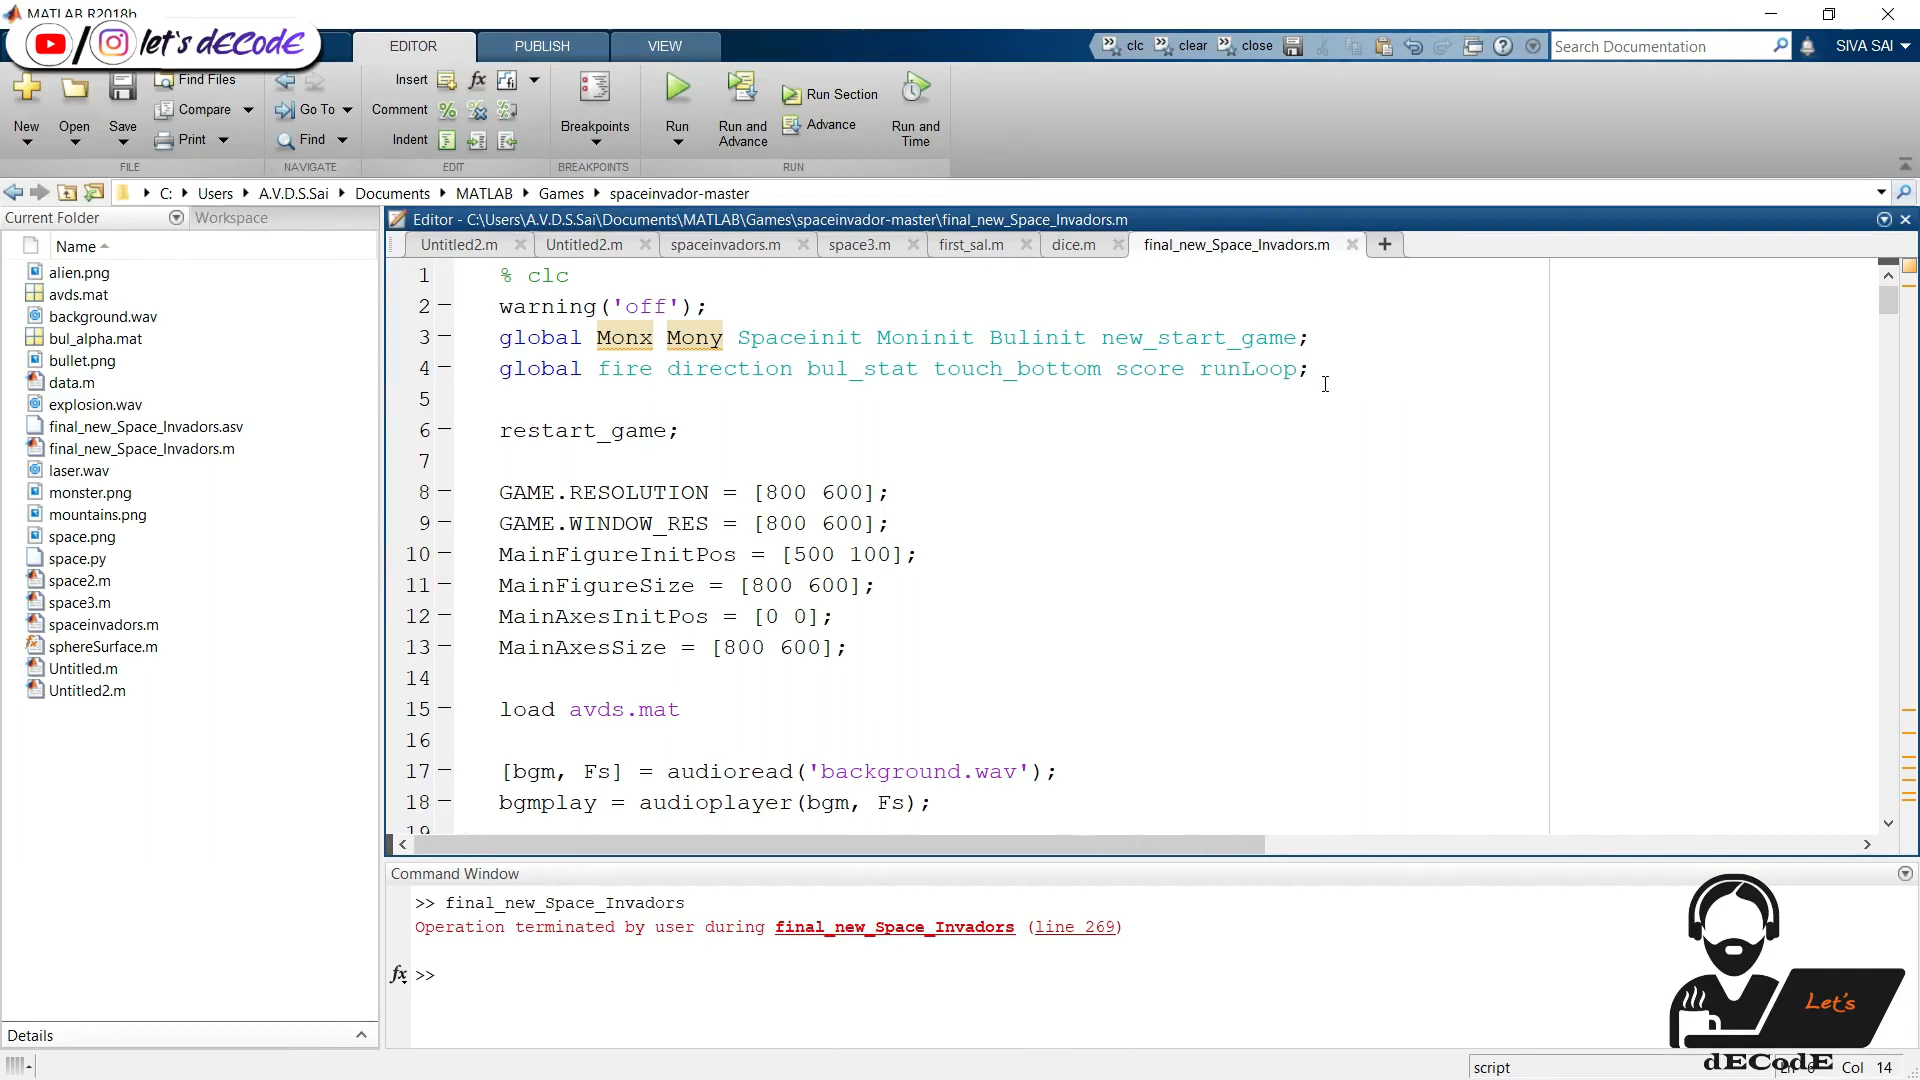 MATLAB R2018b
let's dECodE
EDITOR
PUBLISH
VIEW
clc
clear
close
Search Documentation
SIVA SAI
New
Open
Save
Find Files
Compare
Print
Go To
Find
Insert
Comment
Indent
fx
Breakpoints
Run
Run and Advance
Run Section
Advance
Run and Time
FILE
NAVIGATE
EDIT
BREAKPOINTS
RUN
C: Users A.V.D.S.Sai Documents MATLAB Games spaceinvador-master
Current Folder
Workspace
Name
alien.png
avds.mat
background.wav
bul_alpha.mat
bullet.png
data.m
explosion.wav
final_new_Space_Invadors.asv
final_new_Space_Invadors.m
laser.wav
monster.png
mountains.png
space.png
space.py
space2.m
space3.m
spaceinvadors.m
sphereSurface.m
Untitled.m
Untitled2.m
Details
Editor - C:\Users\A.V.D.S.Sai\Documents\MATLAB\Games\spaceinvador-master\final_new_Space_Invadors.m
Untitled2.m
Untitled2.m
spaceinvadors.m
space3.m
first_sal.m
dice.m
final_new_Space_Invadors.m
1 % clc
2 warning('off');
3 global Monx Mony Spaceinit Moninit Bulinit new_start_game;
4 global fire direction bul_stat touch_bottom score runLoop;
5
6 restart_game;
7
8 GAME.RESOLUTION = [800 600];
9 GAME.WINDOW_RES = [800 600];
10 MainFigureInitPos = [500 100];
11 MainFigureSize = [800 600];
12 MainAxesInitPos = [0 0];
13 MainAxesSize = [800 600];
14
15 load avds.mat
16
17 [bgm, Fs] = audioread('background.wav');
18 bgmplay = audioplayer(bgm, Fs);
19
Command Window
>> final_new_Space_Invadors
Operation terminated by user during final_new_Space_Invadors (line 269)
fx >>
Let's
dECodE
script
Col 14